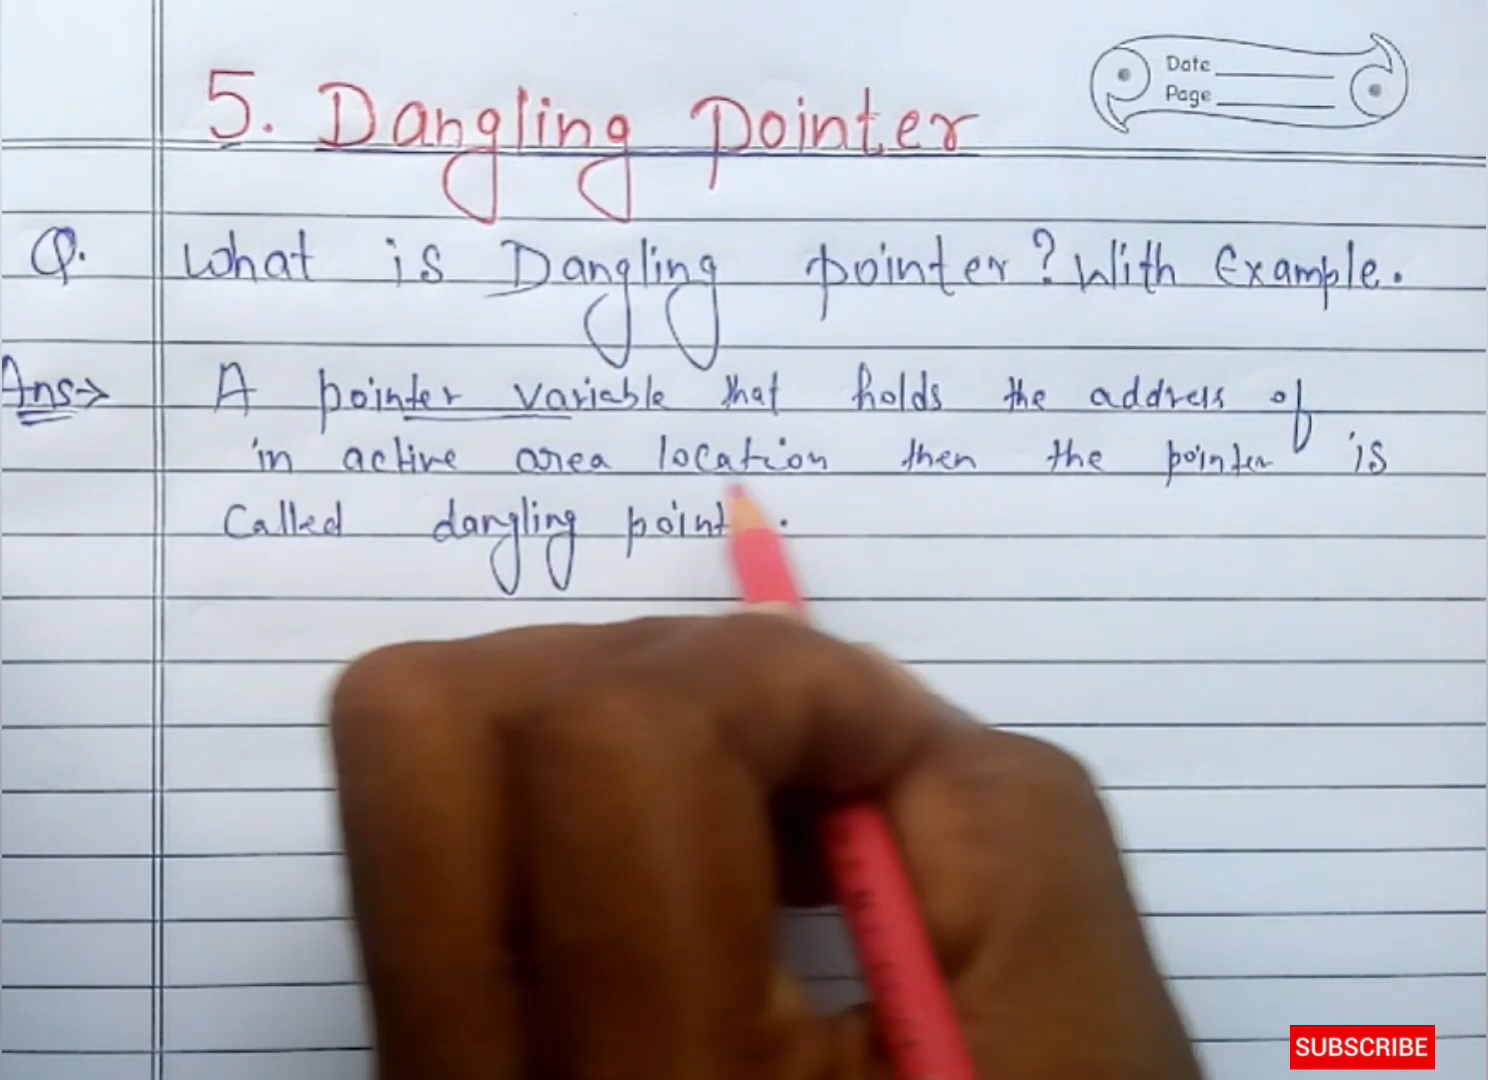 Date
Page
5. Dangling Pointer
Q. What is Dangling pointer? With Example.
Ans-> A pointer variable that holds the address of
in active area location then the pointer is
Called dangling point .
SUBSCRIBE